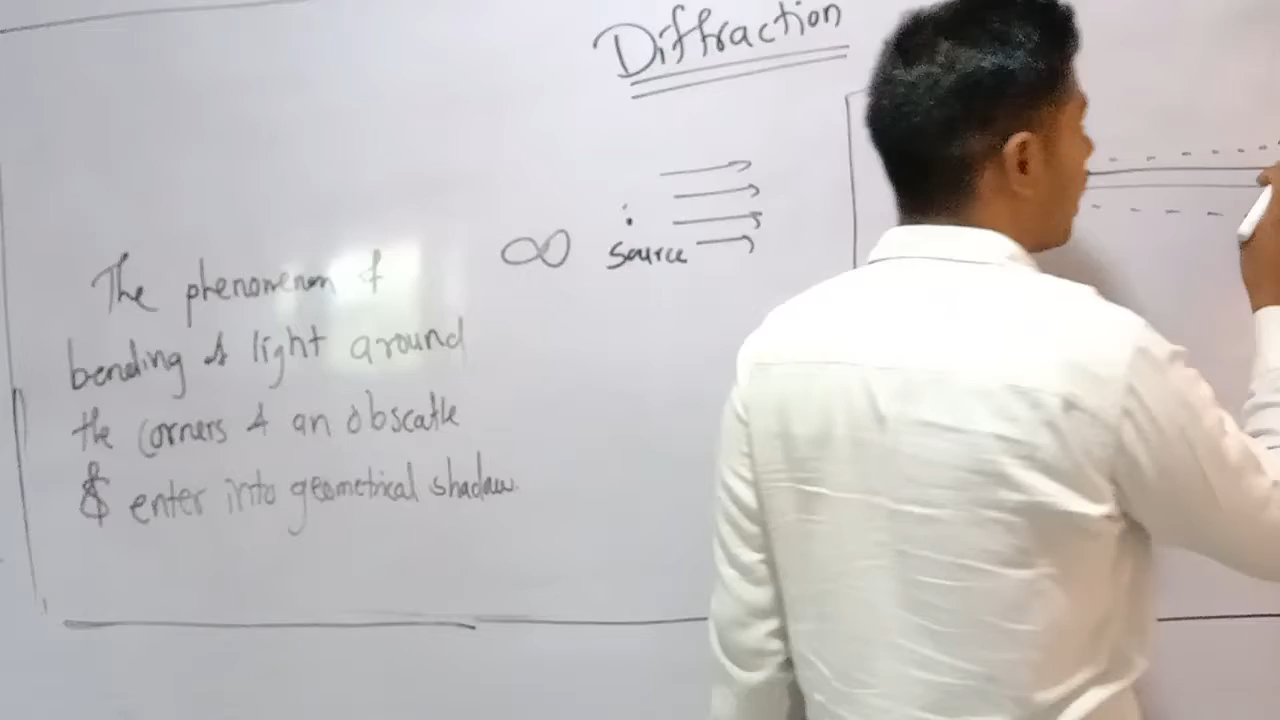 Diffraction
∞ source
The phenomenon of
bending of light around
the corners of an obscatle
& enter into geometrical shadow.